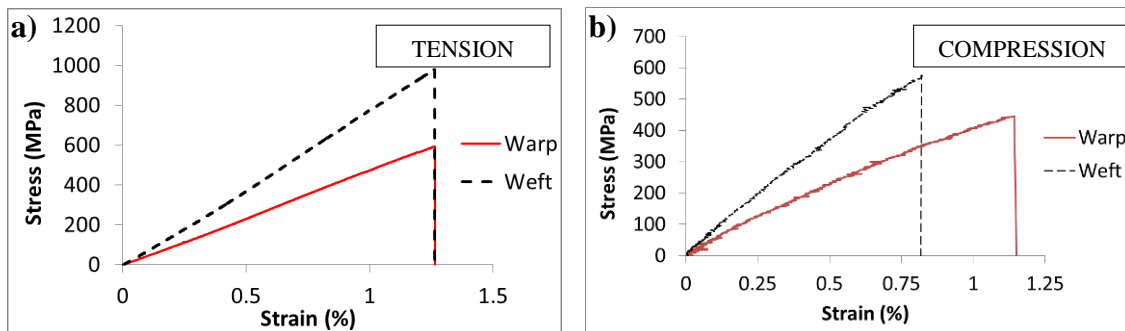 a)
TENSION
1200
1000
800
600
400
200
0
0 0.5 1 1.5
Stress (MPa)
Strain (%)
Warp
Weft
b)
COMPRESSION
700
600
500
400
300
200
100
0
0 0.25 0.5 0.75 1 1.25
Stress (MPa)
Strain (%)
Warp
Weft